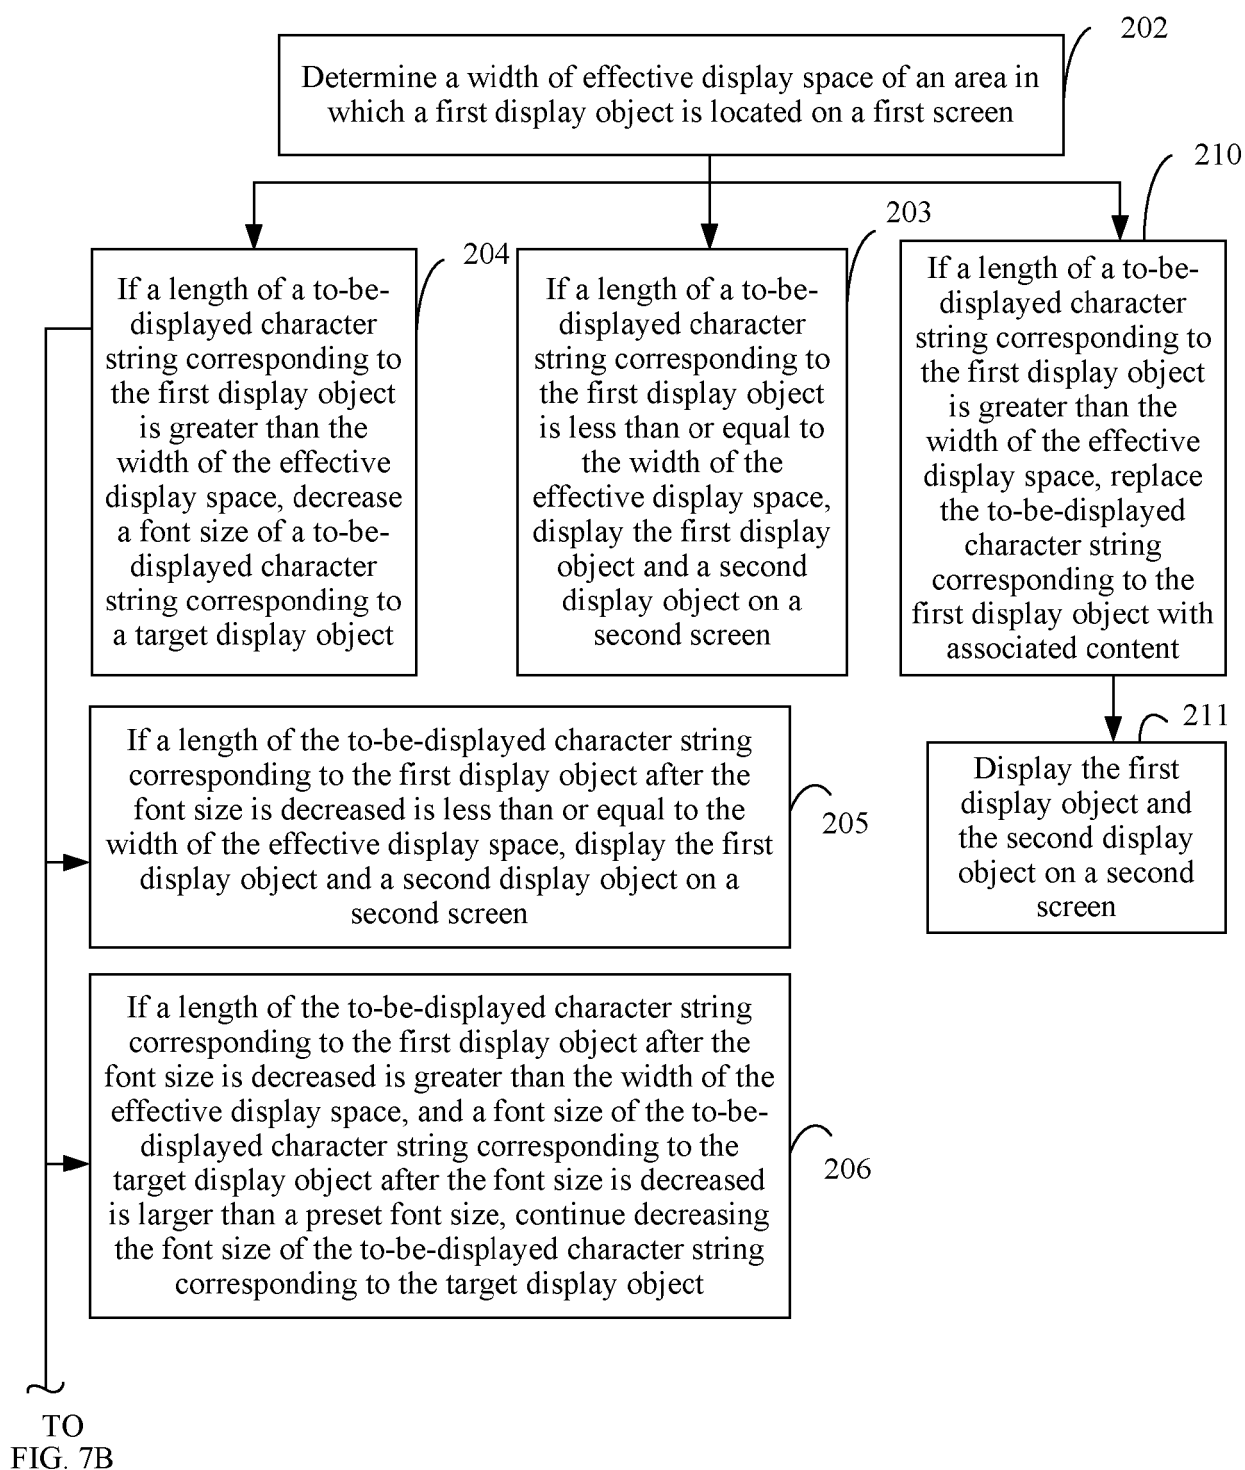 202
Determine a width of effective display space of an area in
which a first display object is located on a first screen
204
If a length of a to-be-
displayed character
string corresponding to
the first display object
is greater than the
width of the effective
display space, decrease
a font size of a to-be-
displayed character
string corresponding to
a target display object
203
If a length of a to-be-
displayed character
string corresponding to
the first display object
is less than or equal to
the width of the
effective display space,
display the first display
object and a second
display object on a
second screen
210
If a length of a to-be-
displayed character
string corresponding to
the first display object
is greater than the
width of the effective
display space, replace
the to-be-displayed
character string
corresponding to the
first display object with
associated content
211
Display the first
display object and
the second display
object on a second
screen
205
If a length of the to-be-displayed character string
corresponding to the first display object after the
font size is decreased is less than or equal to the
width of the effective display space, display the first
display object and a second display object on a
second screen
206
If a length of the to-be-displayed character string
corresponding to the first display object after the
font size is decreased is greater than the width of the
effective display space, and a font size of the to-be-
displayed character string corresponding to the
target display object after the font size is decreased
is larger than a preset font size, continue decreasing
the font size of the to-be-displayed character string
corresponding to the target display object
TO
FIG. 7B